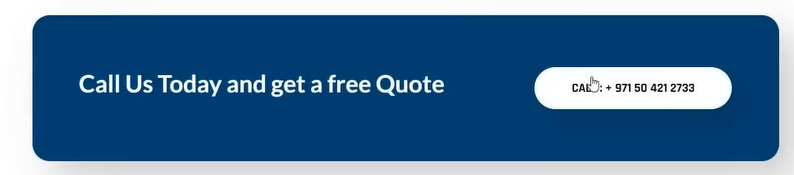 Call Us Today and get a free Quote
: + 971 50 421 2733